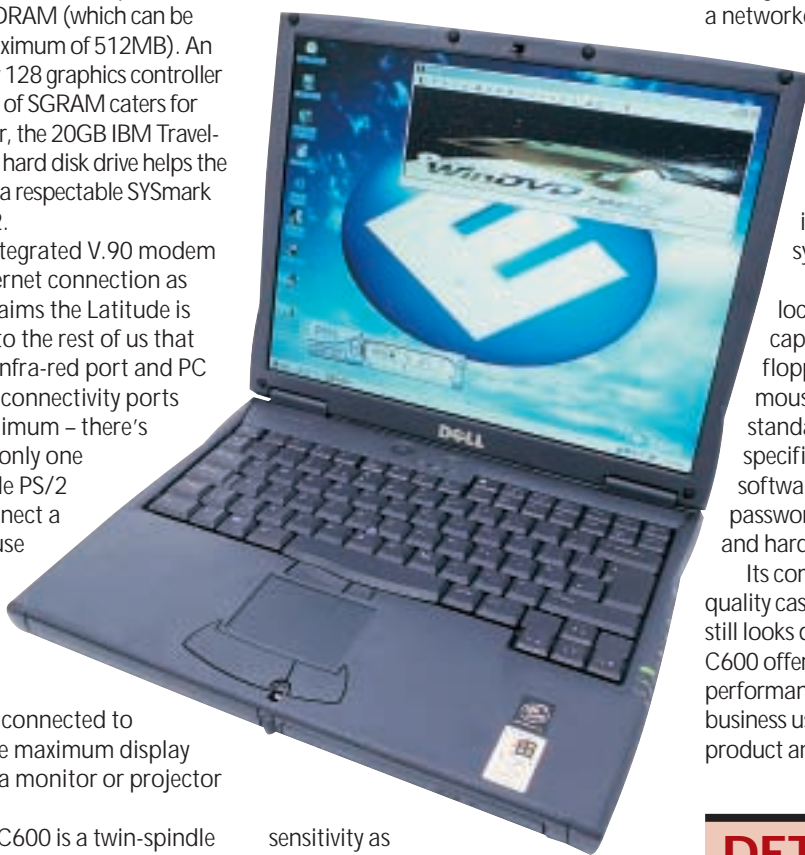 DRAM (which can be
ximum of 512MB). An
128 graphics controller
of SGRAM caters for
r, the 20GB IBM Travel-
hard disk drive helps the
a respectable SYSmark
2.
tegrated V.90 modem
ernet connection as
aims the Latitude is
to the rest of us that
nfra-red port and PC
connectivity ports
imum – there's
only one
le PS/2
nect a
use
connected to
e maximum display
a monitor or projector
C600 is a twin-spindle
sensitivity as
WinDVD
DELL
a networke
i
sy
loc
cap
flopp
mous
standa
specifi
softwar
passwor
and hard
Its cor
quality cas
still looks c
C600 offer
performan
business us
product ar
DET